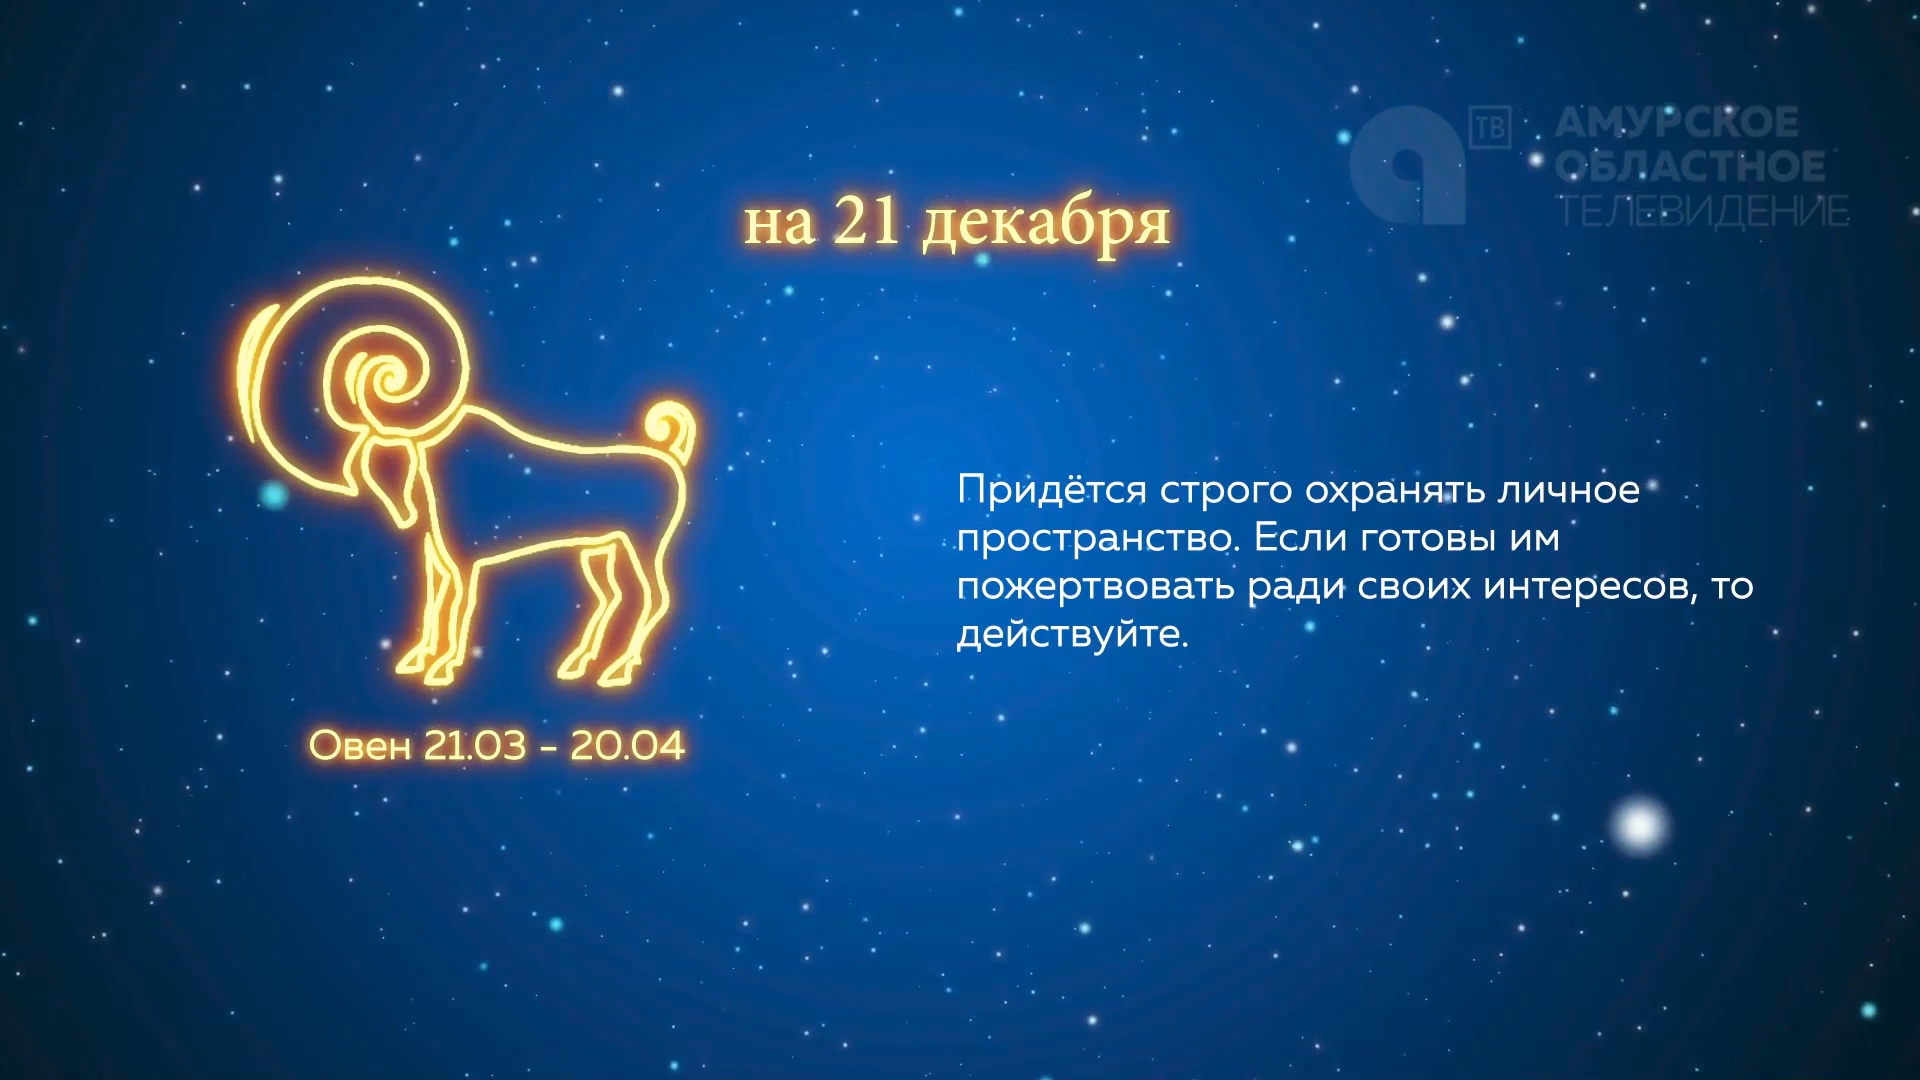 ТВ
АМУРСКОЕ
ОБЛАСТНОЕ
ТЕЛЕВИДЕНИЕ
на 21 декабря
Придётся строго охранять личное
пространство. Если готовы им
пожертвовать ради своих интересов, то
действуйте.
Овен 21.03 - 20.04